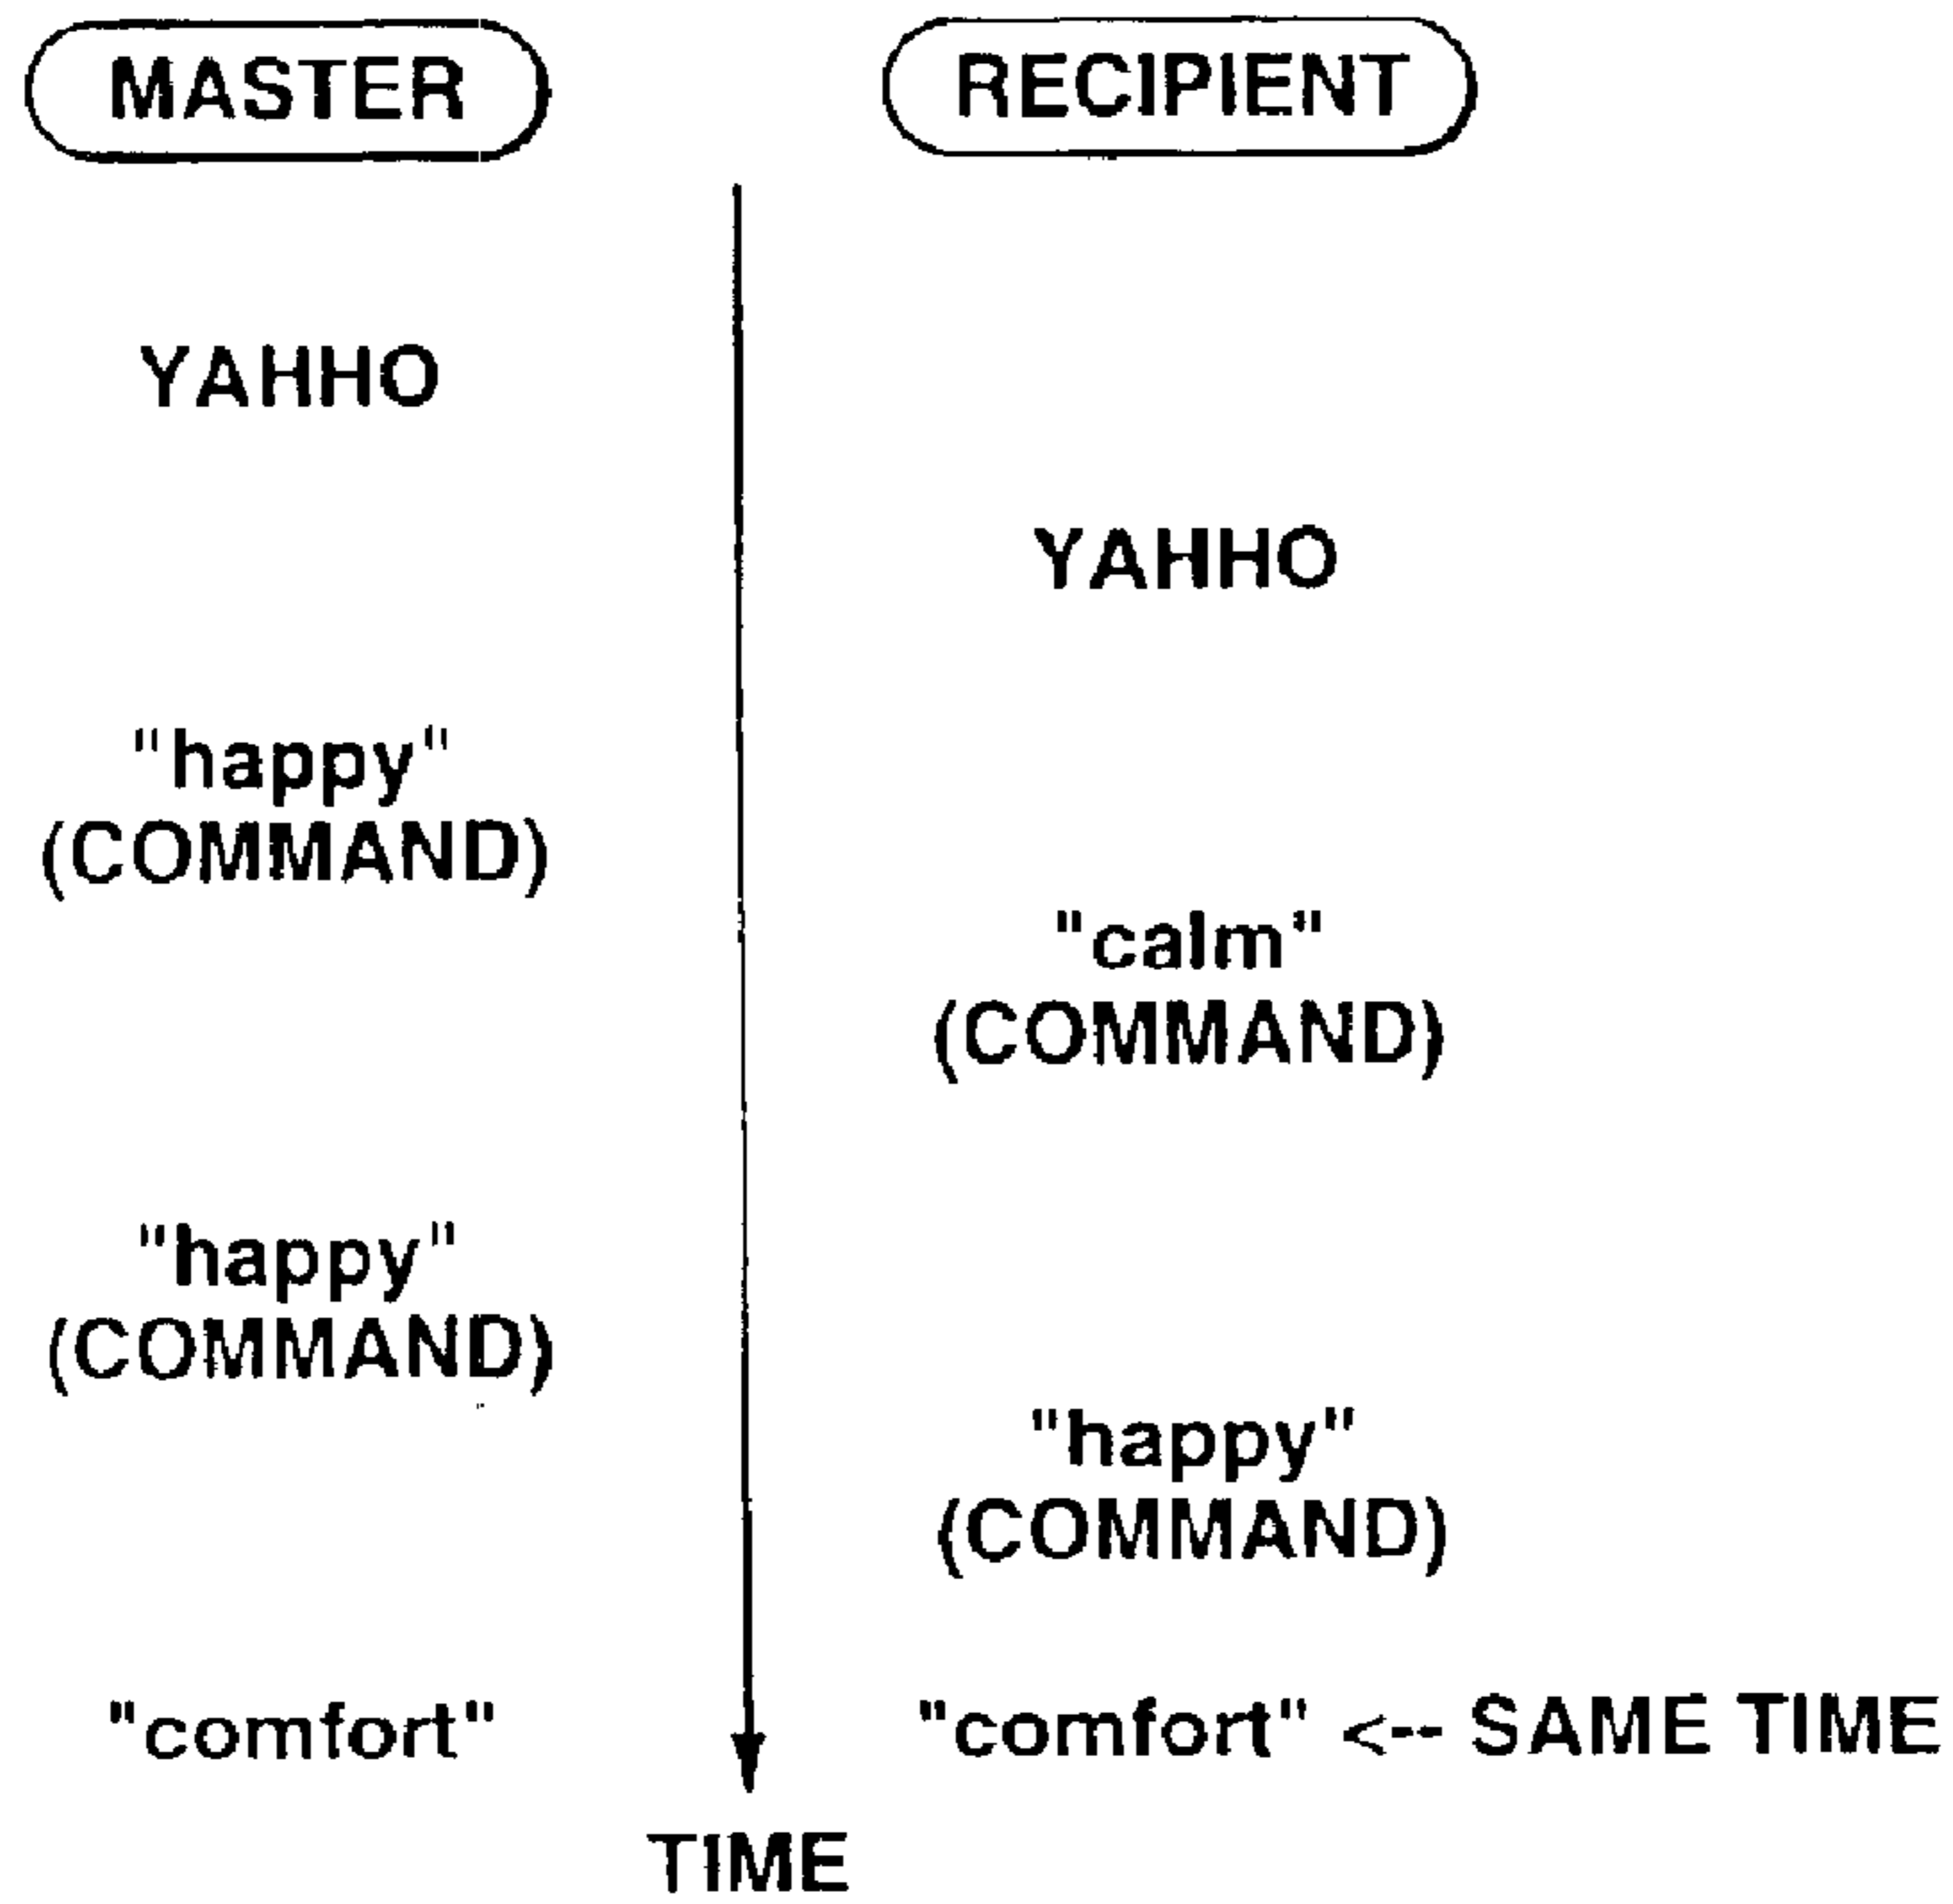 MASTER
RECIPIENT
YAHHO
YAHHO
"happy"
(COMMAND)
"calm"
(COMMAND)
"happy"
(COMMAND)
"happy"
(COMMAND)
"comfort"
"comfort" <-- SAME TIME
TIME